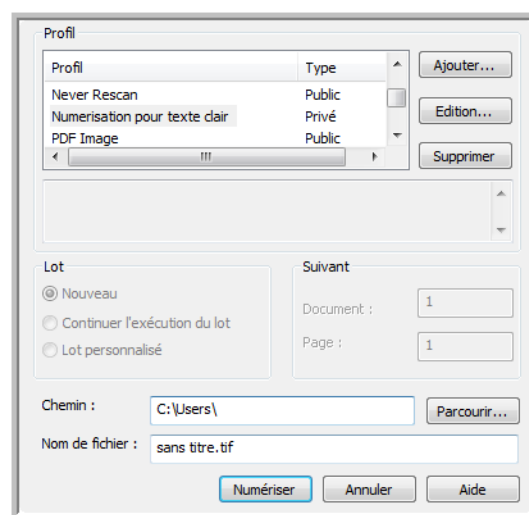 Profil
Profil Type
Never Rescan Public
Numerisation pour texte clair Privé
PDF Image Public
Ajouter...
Edition...
Supprimer
Lot
Nouveau
Continuer l'exécution du lot
Lot personnalisé
Suivant
Document : 1
Page : 1
Chemin : C:\Users\ Parcourir...
Nom de fichier : sans titre.tif
Numériser Annuler Aide